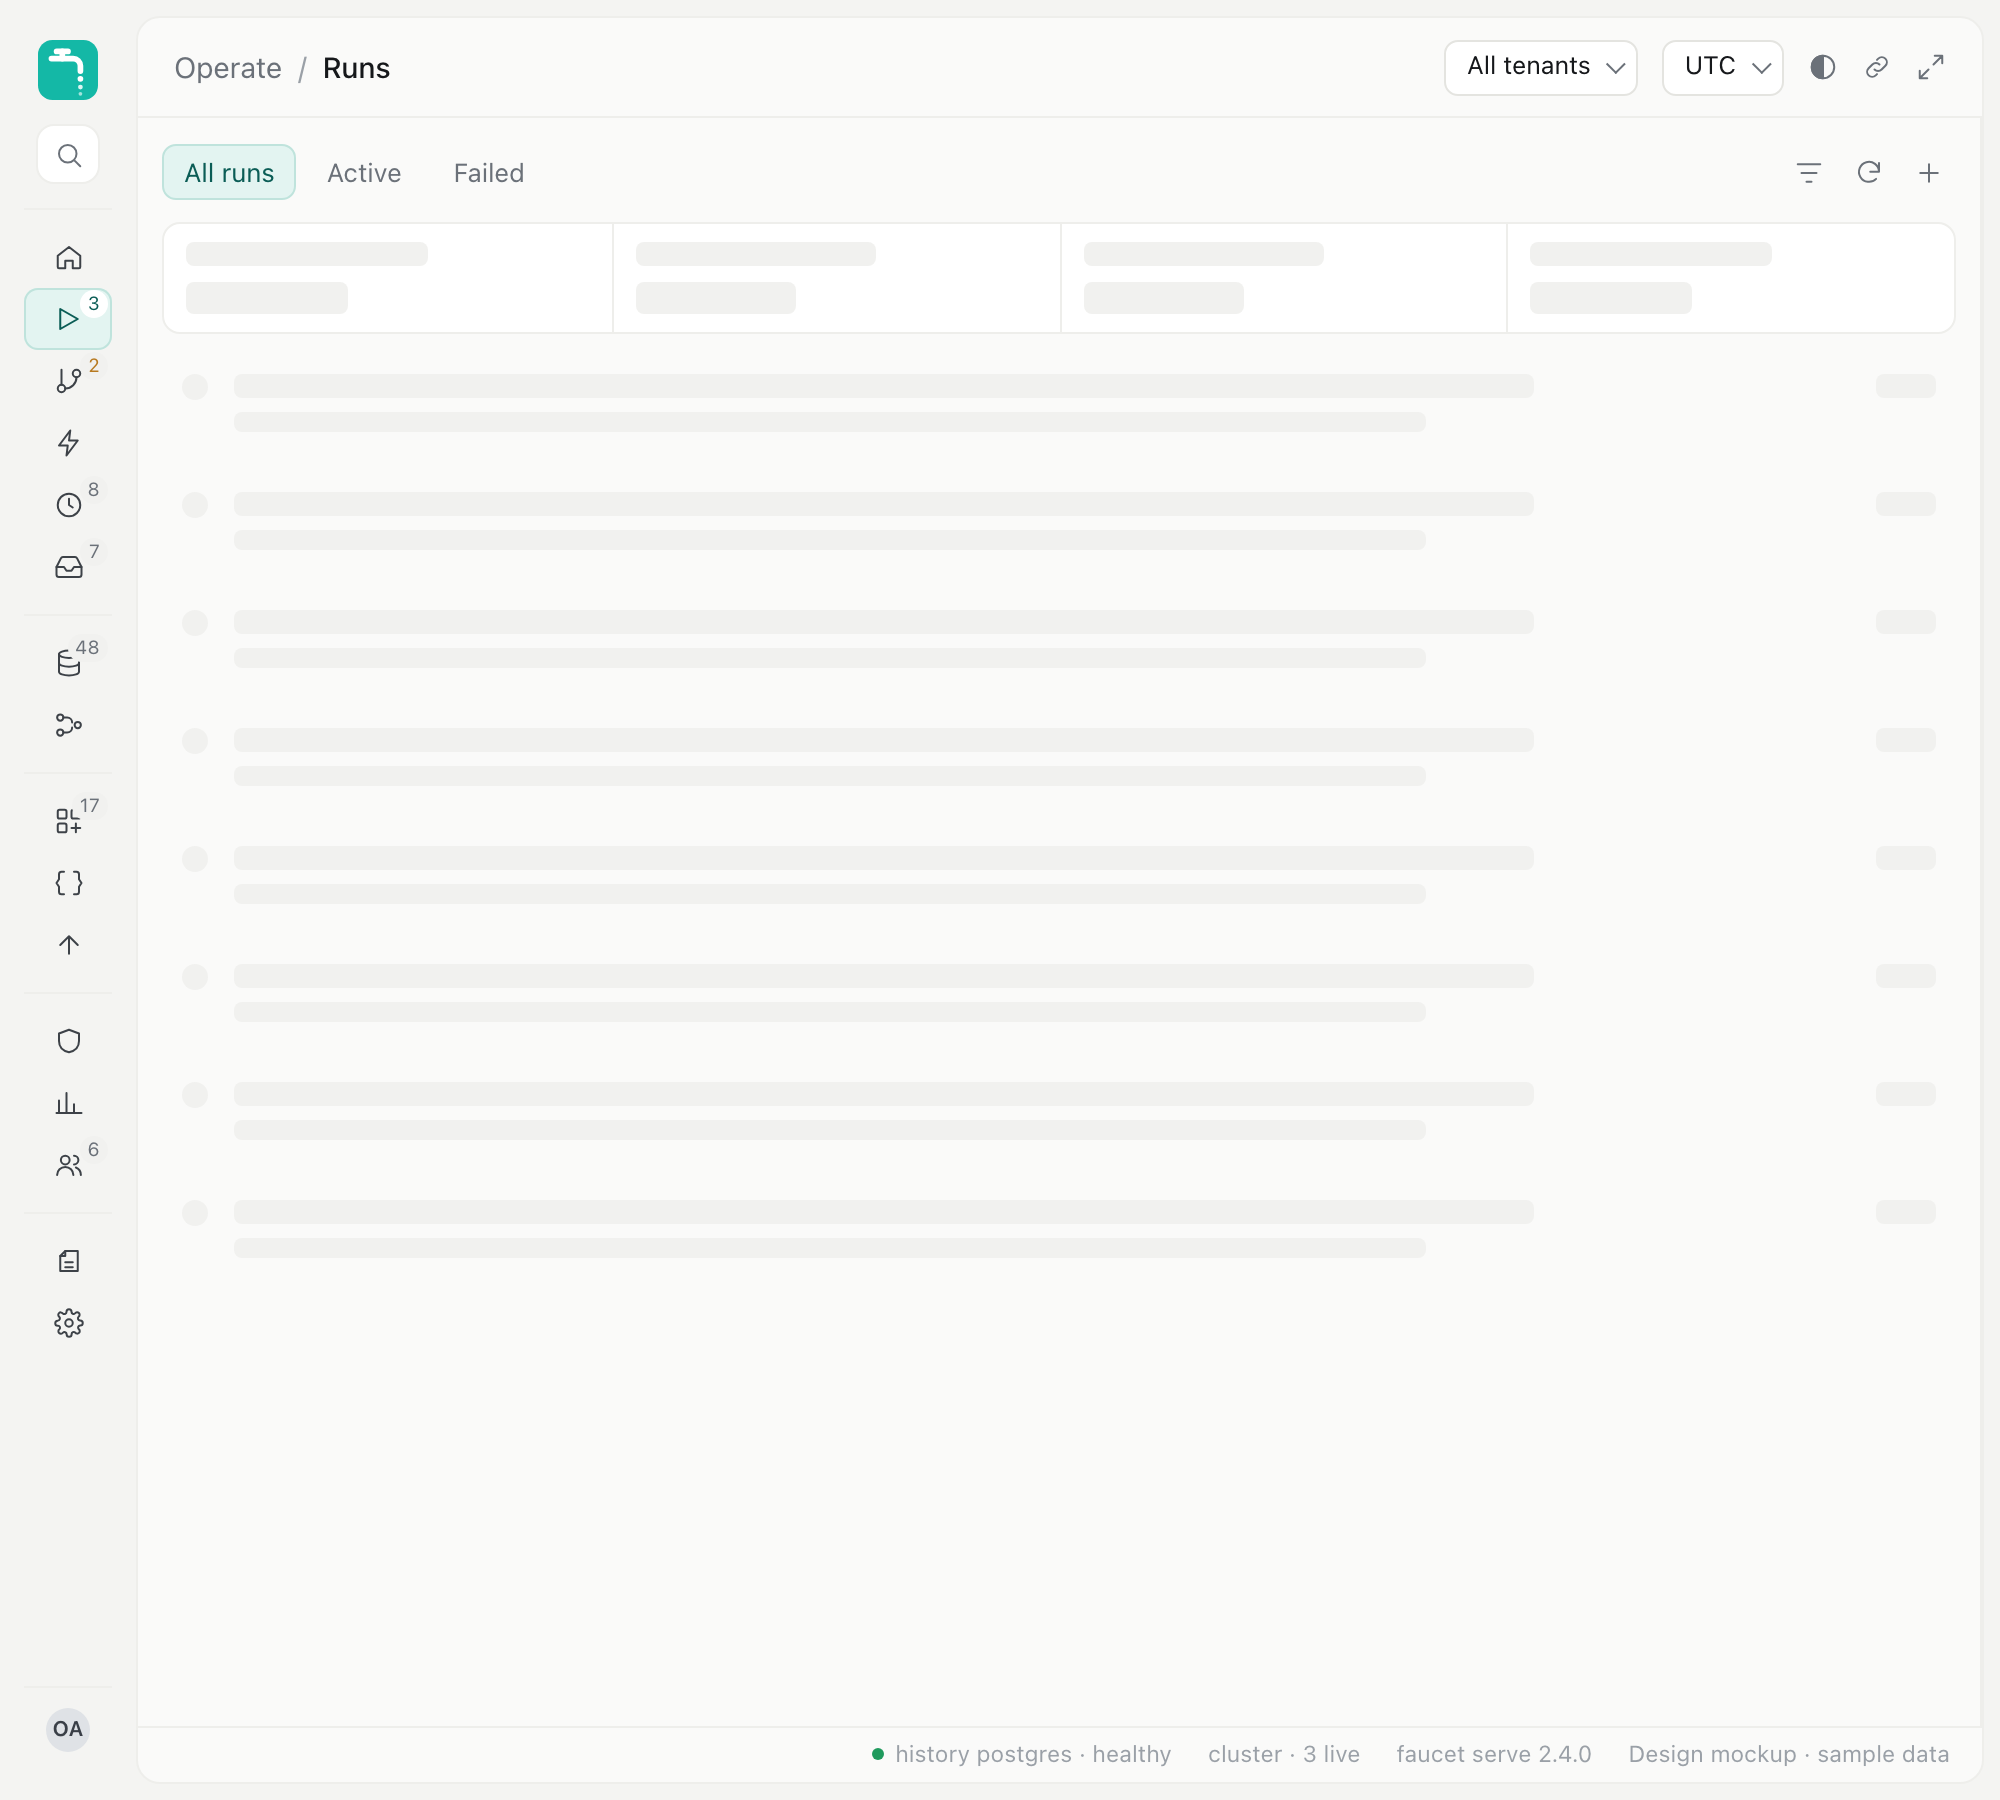 Operate / Runs
All tenants
UTC
All runs
Active
Failed
3
2
8
7
48
17
6
OA
history postgres · healthy
cluster · 3 live
faucet serve 2.4.0
Design mockup · sample data